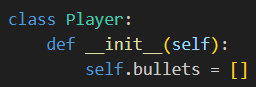 class Player:
    def __init__(self):
        self.bullets = []